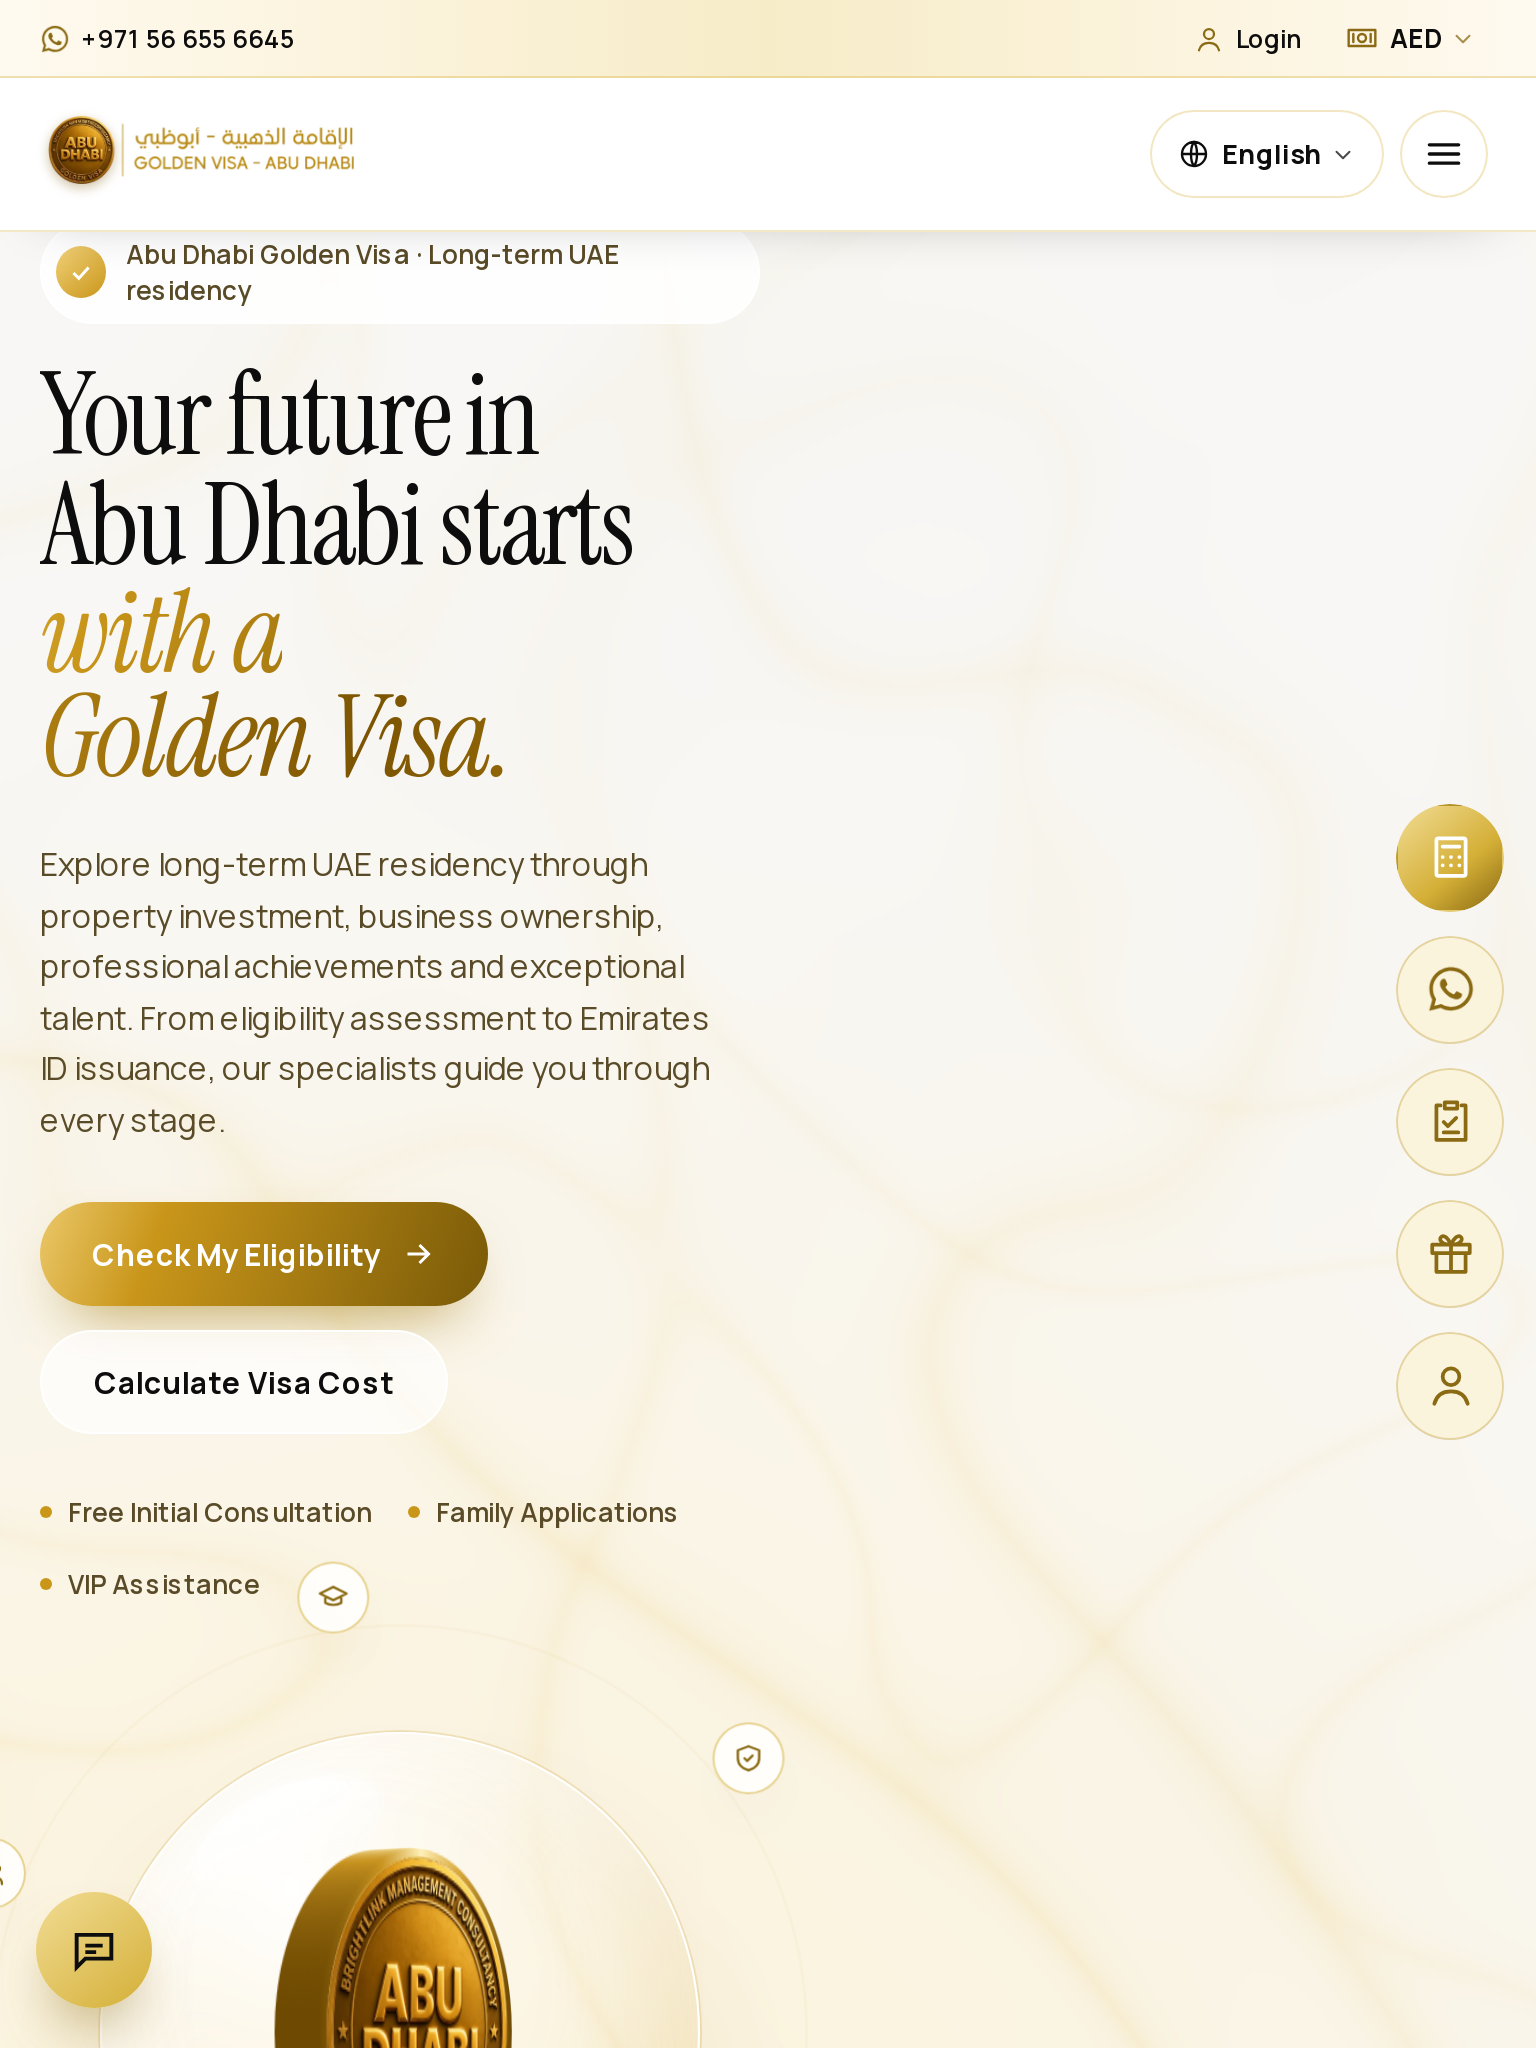 +971 56 655 6645
Login
AED
ABU
DHABI
GOLDEN VISA
الإقامة الذهبية - أبوظبي
GOLDEN VISA - ABU DHABI
English
Abu Dhabi Golden Visa · Long-term UAE
residency
Your future in
Abu Dhabi starts
with a
Golden Visa.
Explore long-term UAE residency through
property investment, business ownership,
professional achievements and exceptional
talent. From eligibility assessment to Emirates
ID issuance, our specialists guide you through
every stage.
Check My Eligibility
Calculate Visa Cost
Free Initial Consultation
Family Applications
VIP Assistance
BRIGHTLINK MANAGEMENT CONSULTANCY
ABU
DHABI